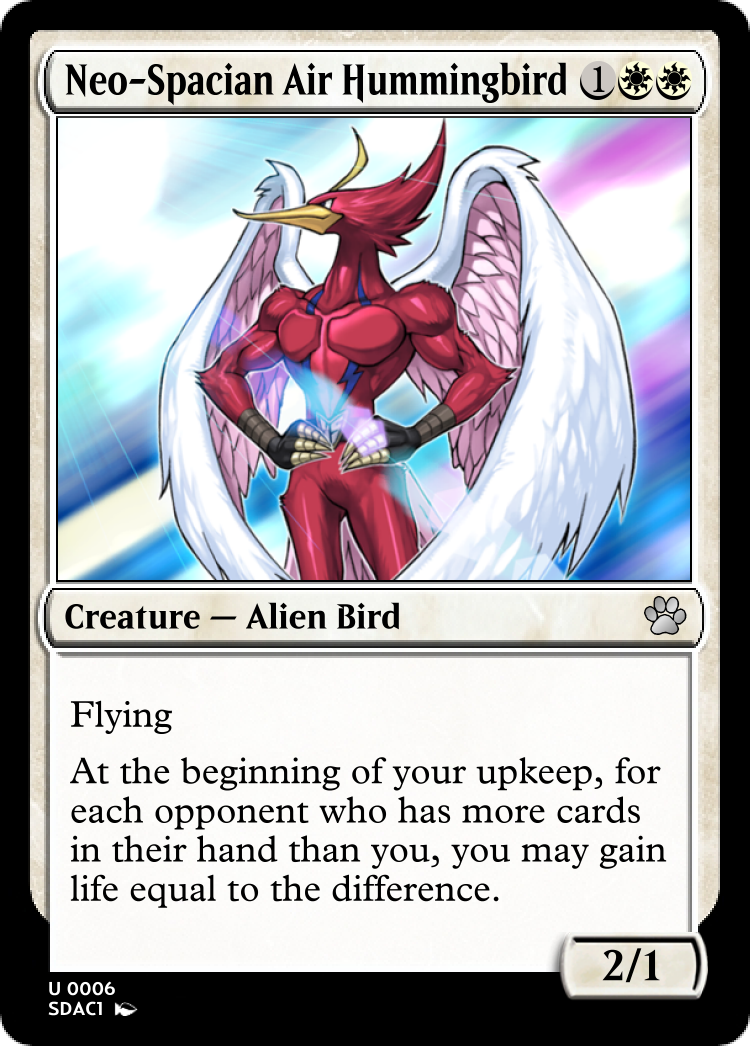 Neo-Spacian Air Hummingbird 1
Creature — Alien Bird
Flying
At the beginning of your upkeep, for
each opponent who has more cards
in their hand than you, you may gain
life equal to the difference.
2/1
U 0006
SDAC1